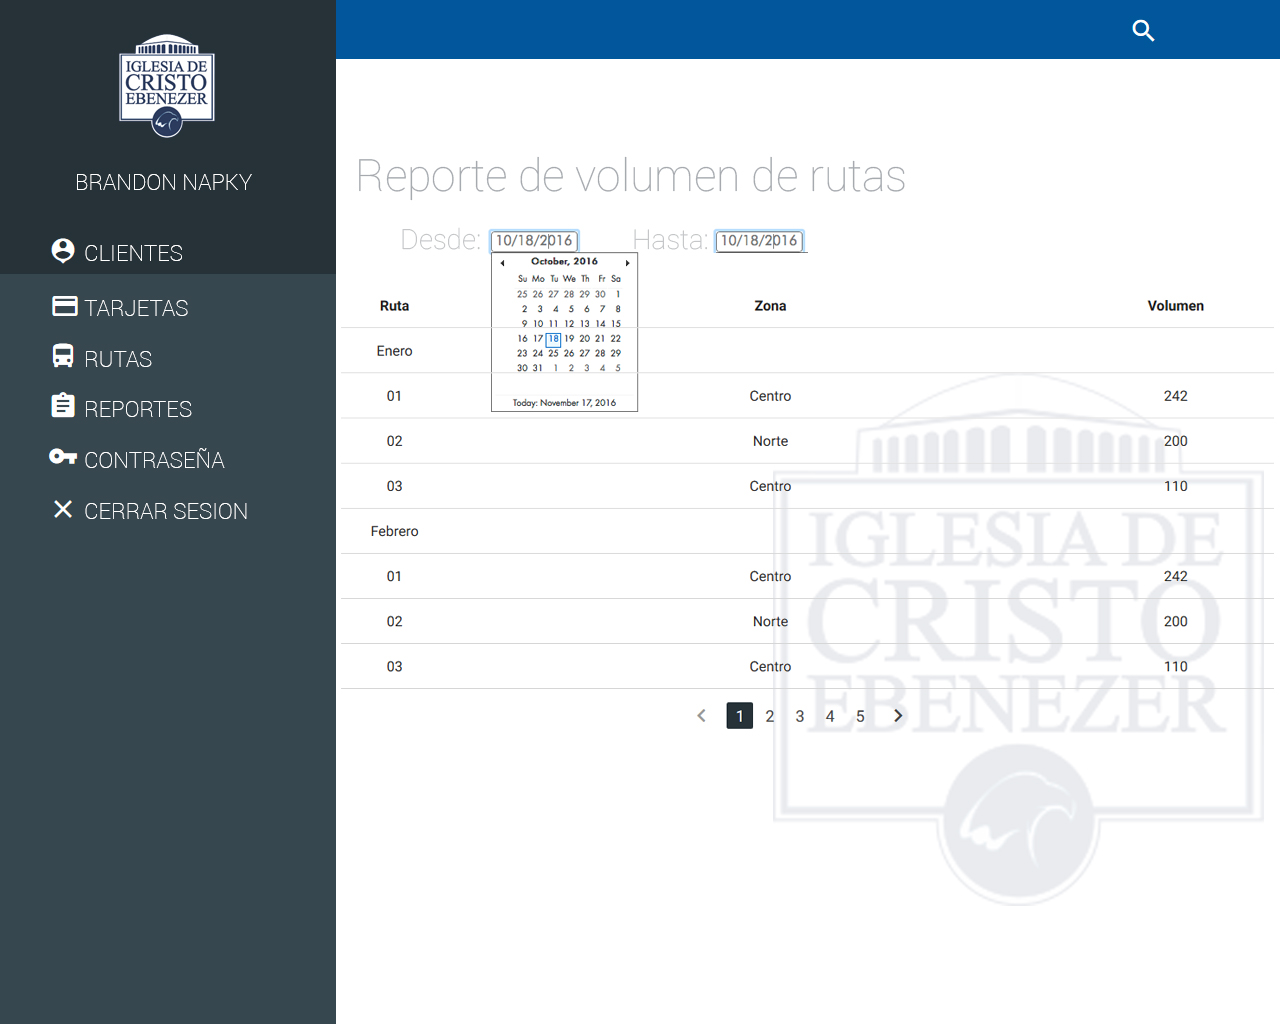 IGLESIA DE
CRISTO
EBENEZER
BRANDON NAPKY
CLIENTES
TARJETAS
RUTAS
REPORTES
CONTRASEÑA
CERRAR SESION
Reporte de volumen de rutas
Desde: 10/18/2016 Hasta: 10/18/2016
October, 2016
Su Mo Tu We Th Fr Sa
25 26 27 28 29 30 1
2 3 4 5 6 7 8
9 10 11 12 13 14 15
16 17 18 19 20 21 22
23 24 25 26 27 28 29
30 31 1 2 3 4 5
Today: November 17, 2016
Ruta Zona Volumen
Enero
01 Centro 242
02 Norte 200
03 Centro 110
Febrero
01 Centro 242
02 Norte 200
03 Centro 110
1 2 3 4 5
IGLESIA DE
CRISTO
EBENEZER